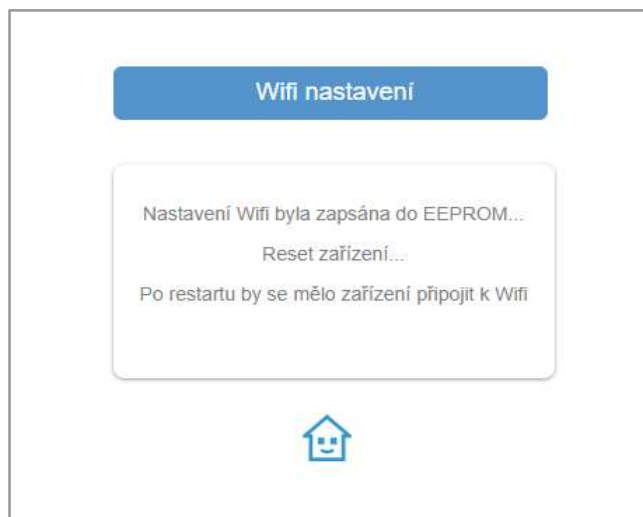 Wifi nastavení
Nastavení Wifi byla zapsána do EEPROM...
Reset zařízení...
Po restartu by se mělo zařízení připojit k Wifi